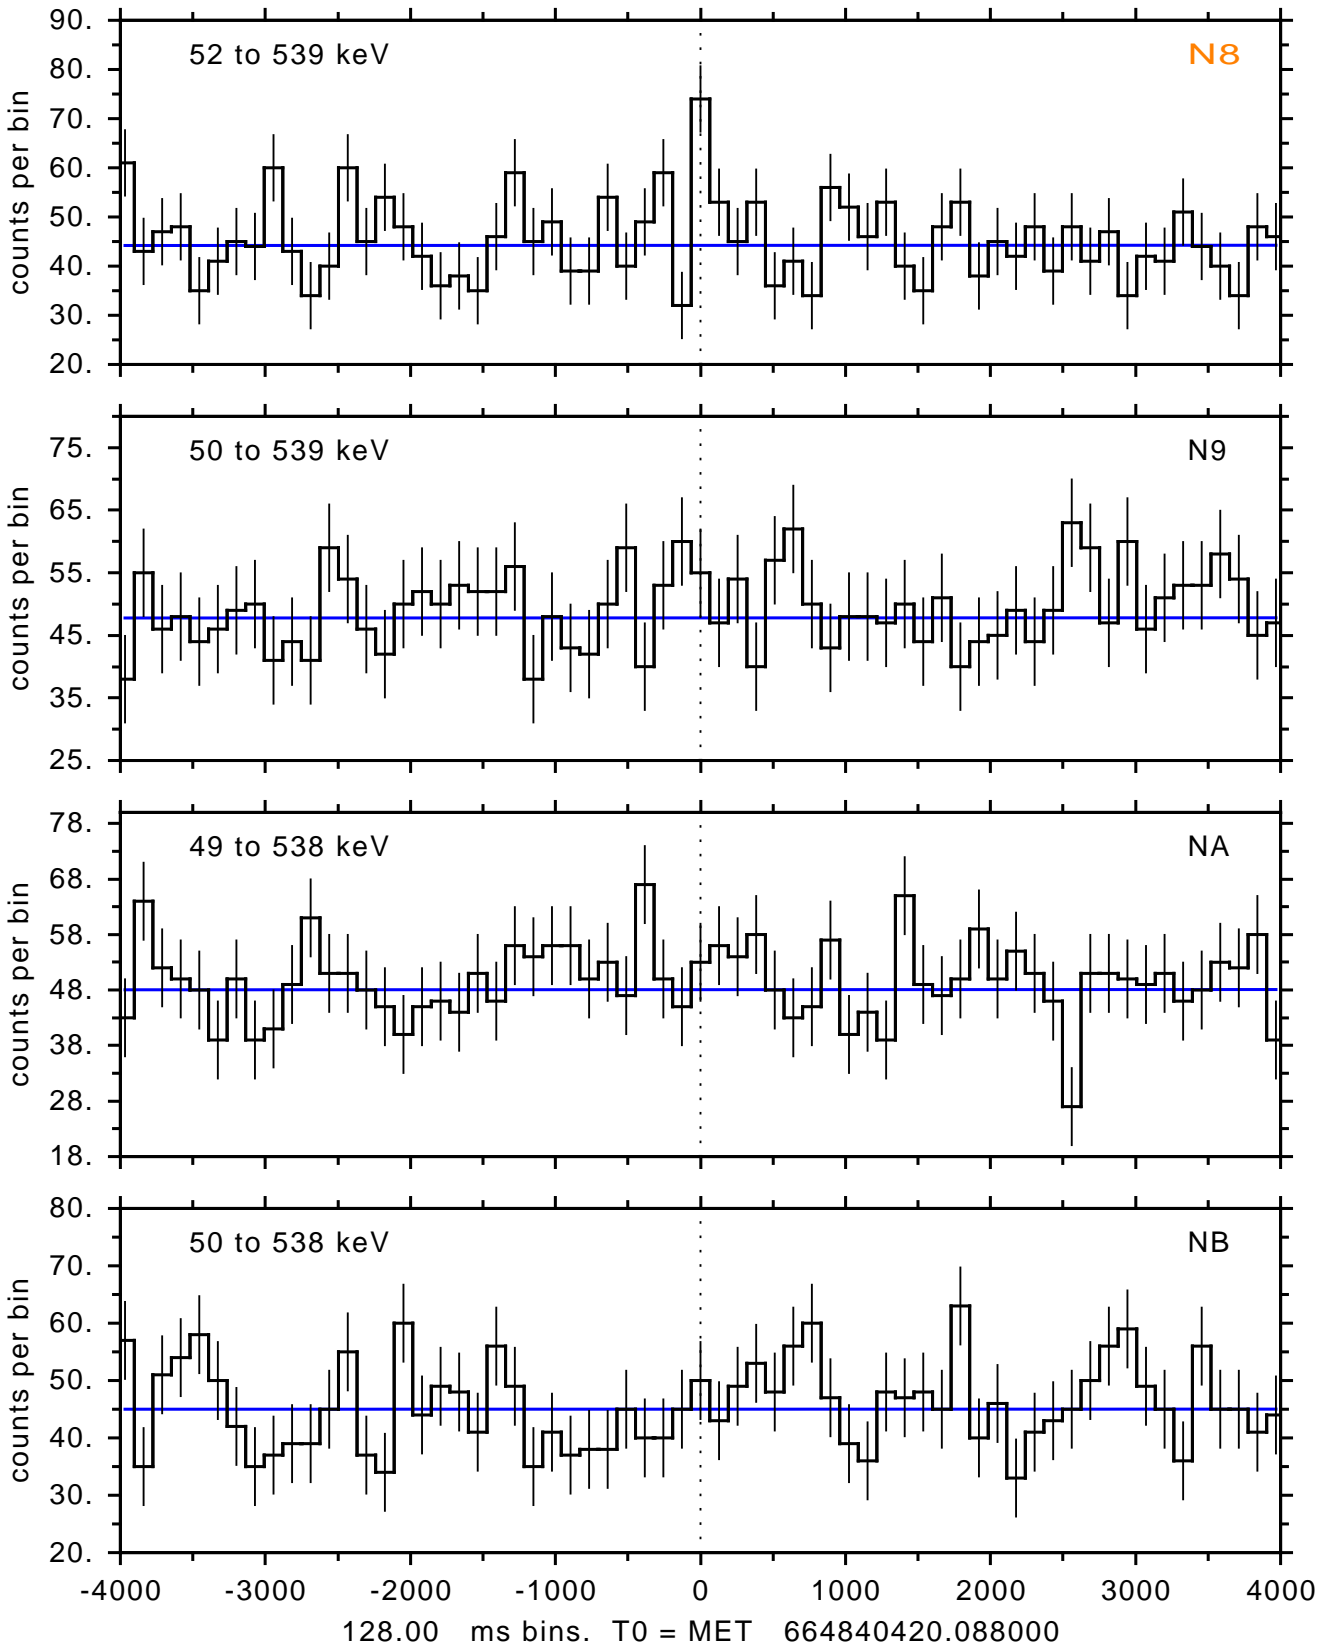 90.
80.
70.
60.
50.
40.
30.
20.
counts per bin
52 to 539 keV
N8
75.
65.
55.
45.
35.
25.
counts per bin
50 to 539 keV
N9
78.
68.
58.
48.
38.
28.
18.
counts per bin
49 to 538 keV
NA
80.
70.
60.
50.
40.
30.
20.
counts per bin
50 to 538 keV
NB
-4000 -3000 -2000 -1000 0 1000 2000 3000 4000
128.00 ms bins. T0 = MET 664840420.088000